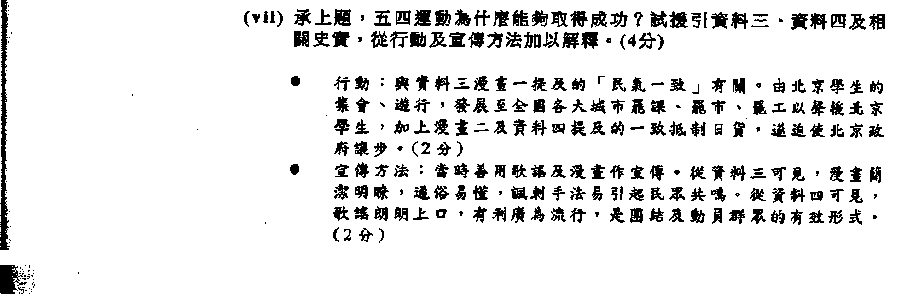 (vii) 承上題，五四運動為什麼能夠取得成功？試援引資料三、資料四及相
關史實，從行動及宣傳方法加以解釋。(4分)
● 行動：與資料三漫畫一提及的「民氣一致」有關。由北京學生的
集會、遊行，發展至全國各大城市罷課、罷市、罷工以聲援北京
學生，加上漫畫二及資料四提及的一致抵制日貨，逼迫使北京政
府讓步。(2分)
● 宣傳方法：當時善用歌謠及漫畫作宣傳。從資料三可見，漫畫簡
潔明瞭，通俗易懂，諷刺手法易引起民眾共鳴。從資料四可見，
歌謠朗朗上口，有利廣為流行，是團結及動員群眾的有效形式。
(2分)